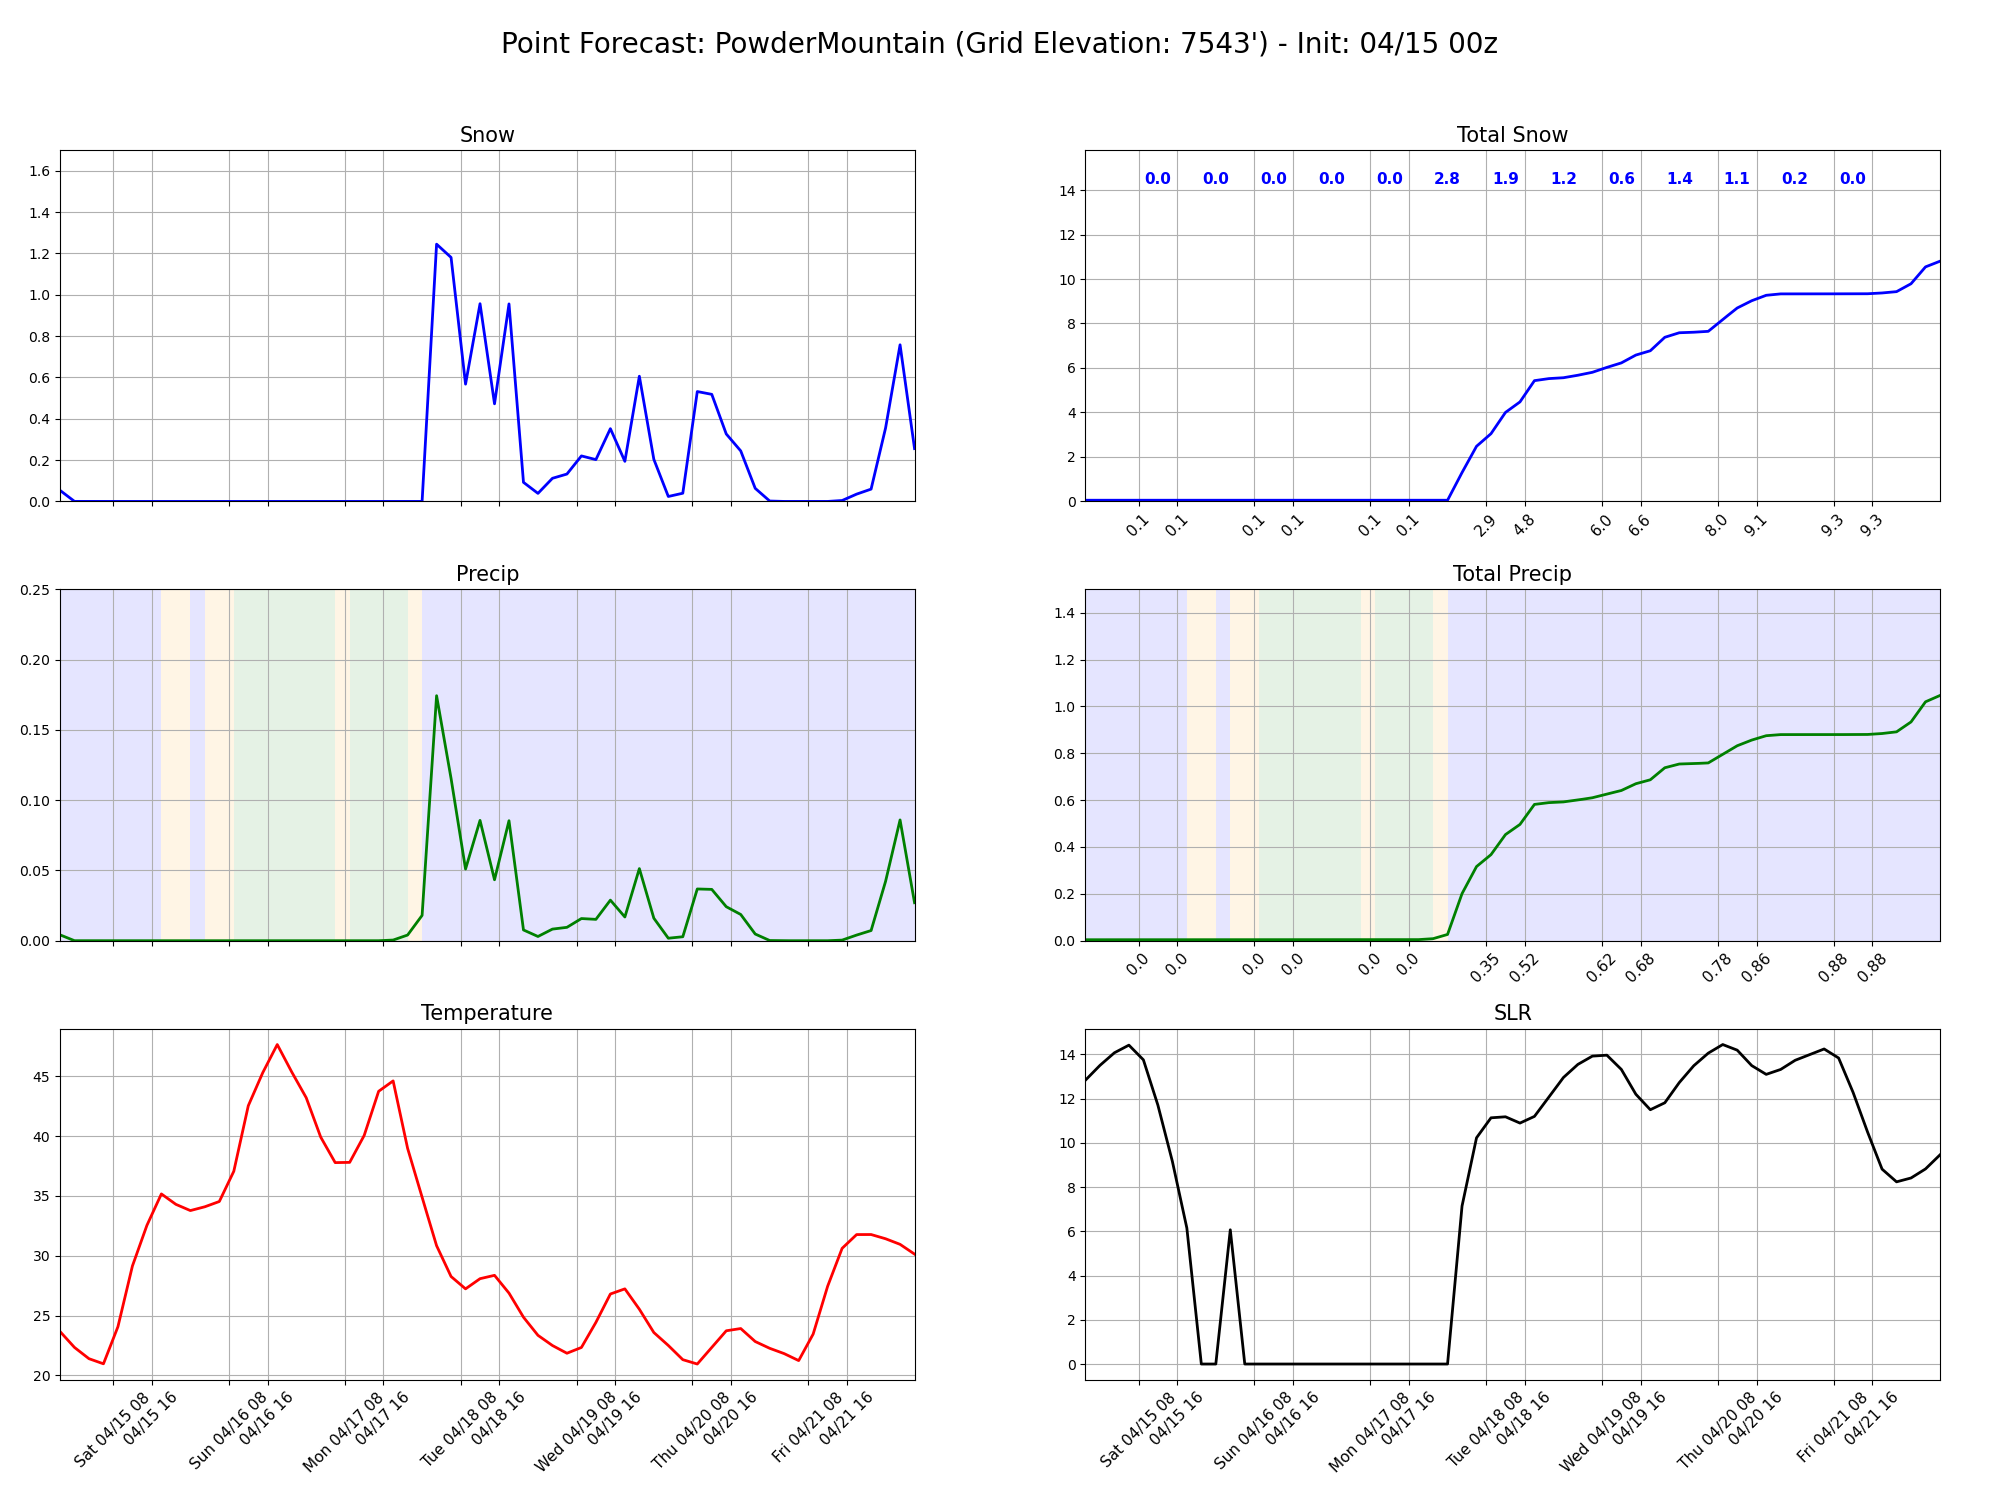 Point Forecast: PowderMountain (Grid Elevation: 7543') - Init: 04/15 00z
Snow
1.6
1.4
1.2
1.0
0.8
0.6
0.4
0.2
0.0
Total Snow
0.0 0.0 0.0 0.0 0.0 2.8 1.9 1.2 0.6 1.4 1.1 0.2 0.0
14
12
10
8
6
4
2
0
0.1 0.1 0.1 0.1 0.1 0.1 2.9 4.8 6.0 6.6 8.0 9.1 9.3 9.3
Precip
0.25
0.20
0.15
0.10
0.05
0.00
Total Precip
1.4
1.2
1.0
0.8
0.6
0.4
0.2
0.0
0.0 0.0 0.0 0.0 0.0 0.0 0.35 0.52 0.62 0.68 0.78 0.86 0.88 0.88
Temperature
45
40
35
30
25
20
Sat 04/15 08
04/15 16
Sun 04/16 08
04/16 16
Mon 04/17 08
04/17 16
Tue 04/18 08
04/18 16
Wed 04/19 08
04/19 16
Thu 04/20 08
04/20 16
Fri 04/21 08
04/21 16
SLR
14
12
10
8
6
4
2
0
Sat 04/15 08
04/15 16
Sun 04/16 08
04/16 16
Mon 04/17 08
04/17 16
Tue 04/18 08
04/18 16
Wed 04/19 08
04/19 16
Thu 04/20 08
04/20 16
Fri 04/21 08
04/21 16